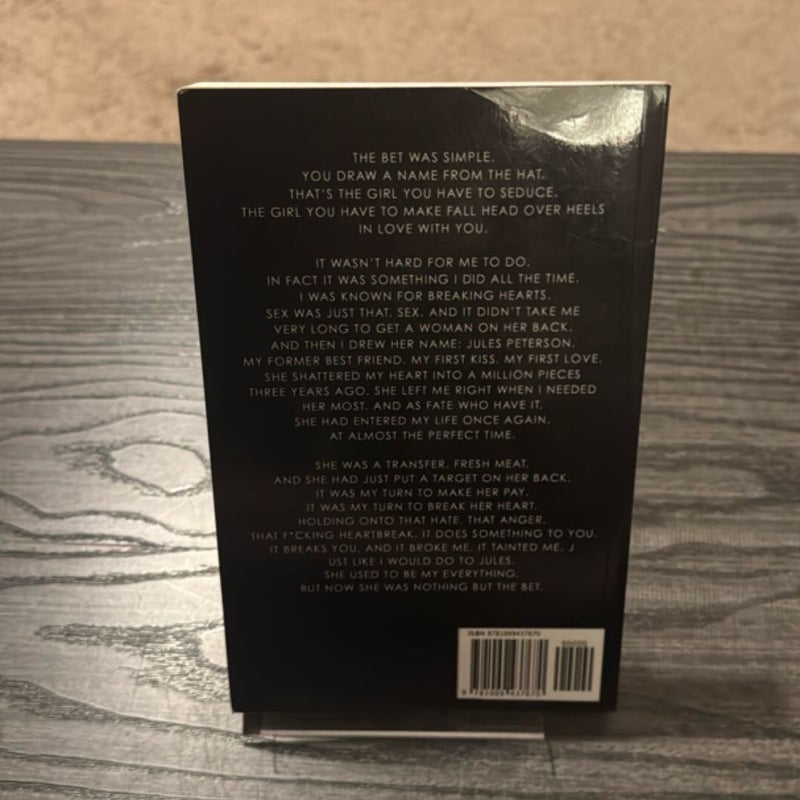 THE BET WAS SIMPLE.
YOU DRAW A NAME FROM THE HAT.
THAT'S THE GIRL YOU HAVE TO SEDUCE.
THE GIRL YOU HAVE TO MAKE FALL HEAD OVER HEELS
IN LOVE WITH YOU.
IT WASN'T HARD FOR ME TO DO.
IN FACT IT WAS SOMETHING I DID ALL THE TIME.
I WAS KNOWN FOR BREAKING HEARTS.
SEX WAS JUST THAT. SEX. AND IT DIDN'T TAKE ME
VERY LONG TO GET A WOMAN ON HER BACK.
AND THEN I DREW HER NAME: JULES PETERSON.
MY FORMER BEST FRIEND. MY FIRST KISS. MY FIRST LOVE.
SHE SHATTERED MY HEART INTO A MILLION PIECES
THREE YEARS AGO. SHE LEFT ME RIGHT WHEN I NEEDED
HER MOST. AND AS FATE WHO HAVE IT.
SHE HAD ENTERED MY LIFE ONCE AGAIN,
AT ALMOST THE PERFECT TIME.
SHE WAS A TRANSFER. FRESH MEAT.
AND SHE HAD JUST PUT A TARGET ON HER BACK.
IT WAS MY TURN TO MAKE HER PAY.
IT WAS MY TURN TO BREAK HER HEART.
HOLDING ONTO THAT HATE. THAT ANGER.
THAT F*CKING HEARTBREAK. IT DOES SOMETHING TO YOU.
IT BREAKS YOU. AND IT BROKE ME. IT TAINTED ME. J
UST LIKE I WOULD DO TO JULES.
SHE USED TO BE MY EVERYTHING.
BUT NOW SHE WAS NOTHING BUT THE BET.
ISBN 9781099437670
90000
9 781099 437670